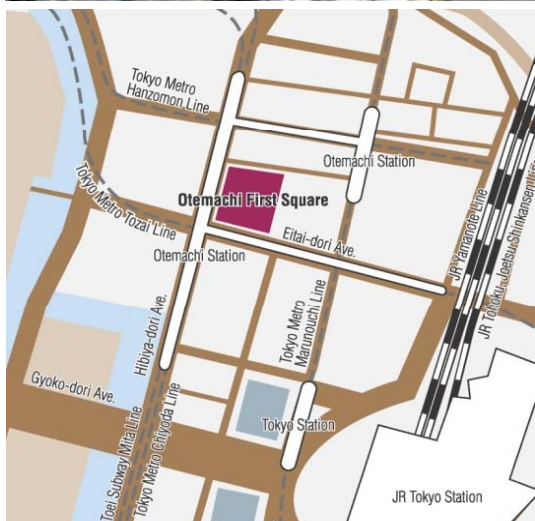 Tokyo Metro
Hanzomon Line
Otemachi Station
Otemachi First Square
Tokyo Metro Tozai Line
Otemachi Station
Eitai-dori Ave.
JR Yamanote Line
JR Tohoku, Joetsu Shinkansen Line
Hibiya-dori Ave.
Tokyo Metro
Marunouchi Line
Gyoko-dori Ave.
Tokyo Station
Toei Subway Mita Line
Tokyo Metro Chiyoda Line
JR Tokyo Station